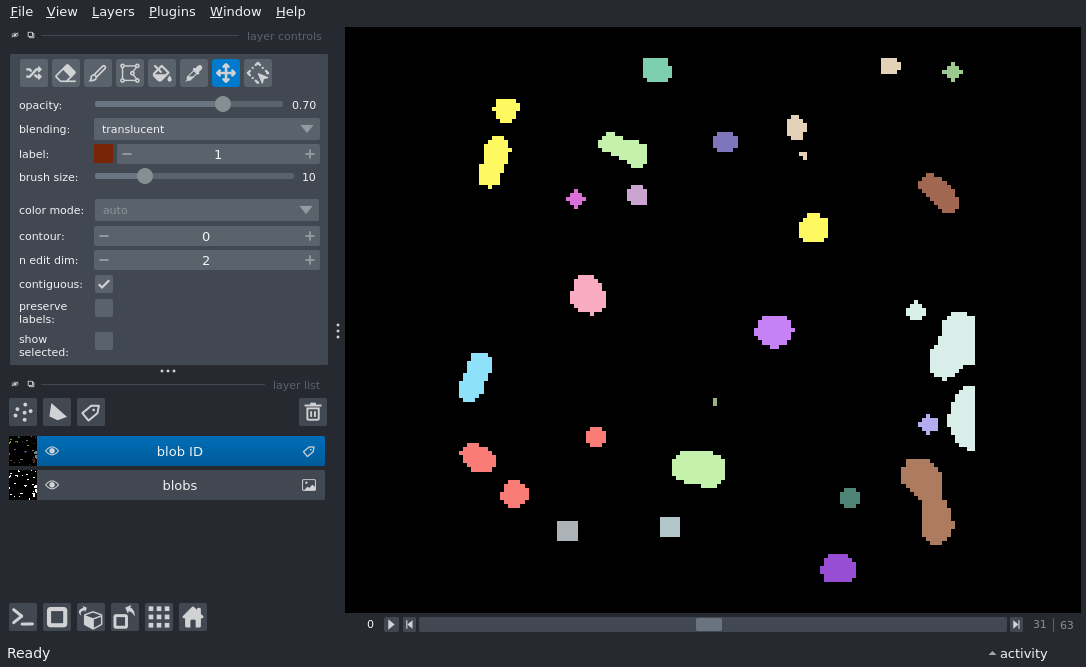 File View Layers Plugins Window Help
layer controls
opacity: 0.70
blending: translucent
label: 1
brush size: 10
color mode: auto
contour: 0
n edit dim: 2
contiguous:
preserve
labels:
show
selected:
layer list
blob ID
blobs
0 31 63
Ready activity